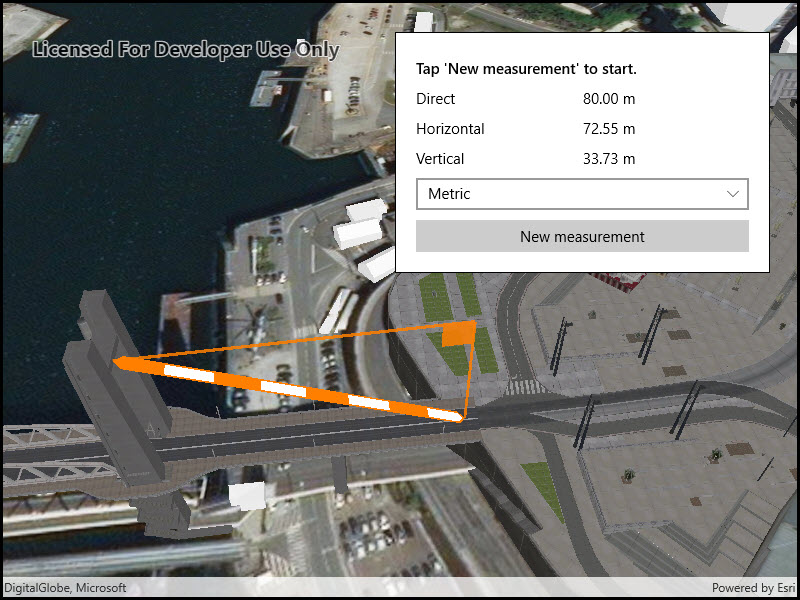 Licensed For Developer Use Only
Tap 'New measurement' to start.
Direct 80.00 m
Horizontal 72.55 m
Vertical 33.73 m
Metric
New measurement
DigitalGlobe, Microsoft Powered by Esri